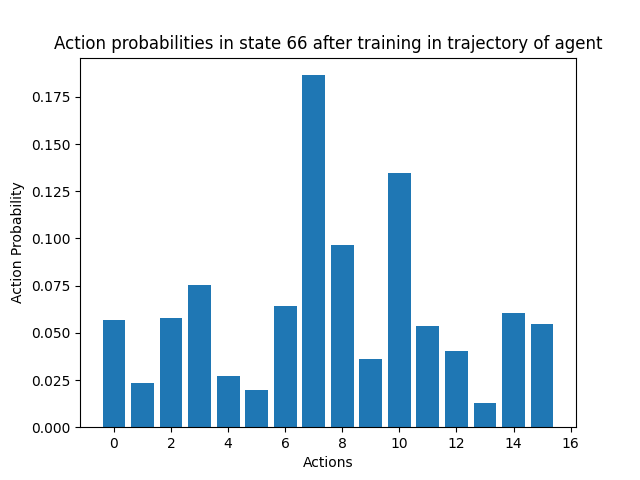 Action probabilities in state 66 after training in trajectory of agent
Action Probability
0.175
0.150
0.125
0.100
0.075
0.050
0.025
0.000
0 2 4 6 8 10 12 14 16
Actions